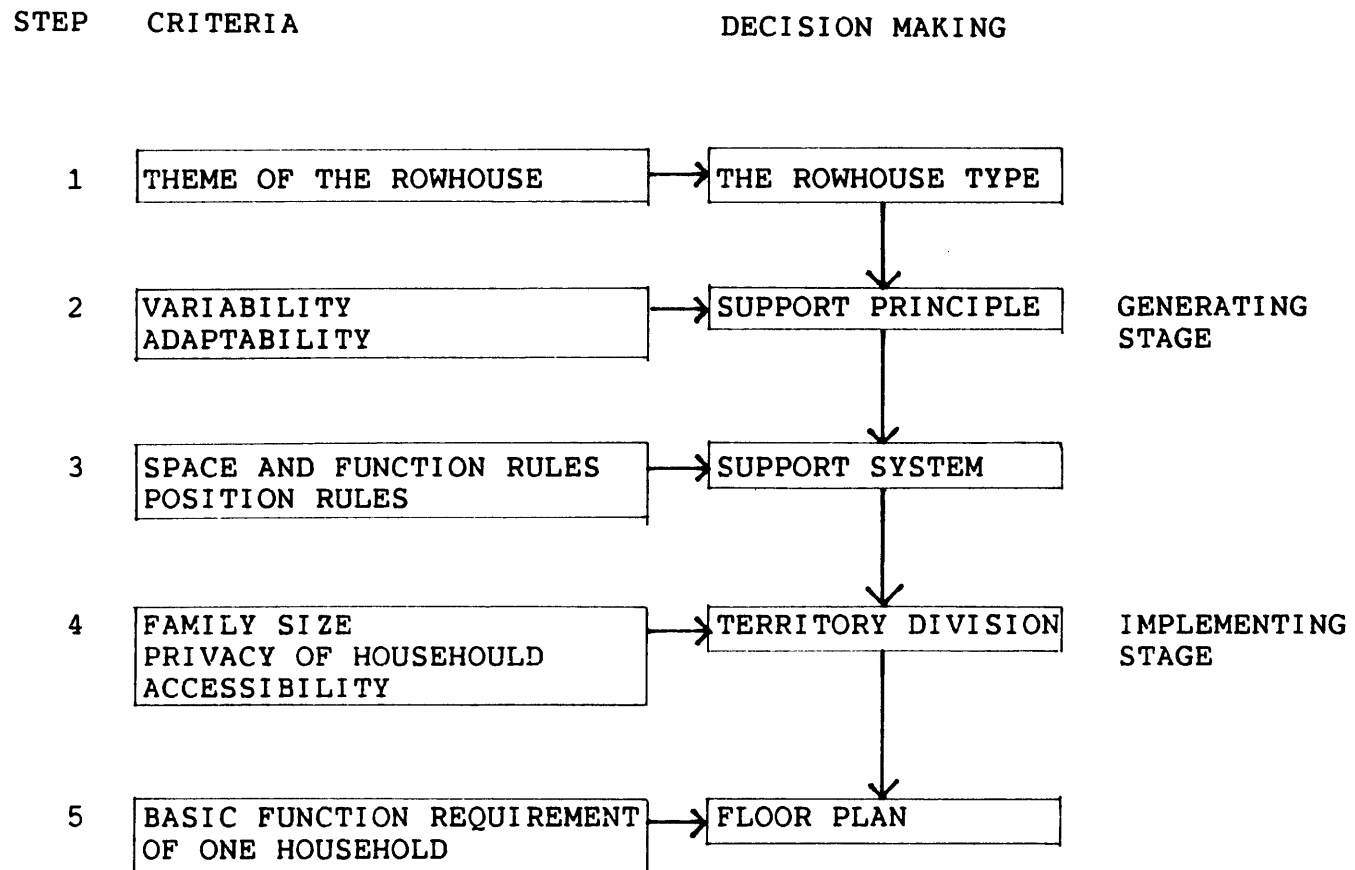 STEP CRITERIA DECISION MAKING
1 THEME OF THE ROWHOUSE THE ROWHOUSE TYPE
2 VARIABILITY SUPPORT PRINCIPLE GENERATING
ADAPTABILITY STAGE
3 SPACE AND FUNCTION RULES SUPPORT SYSTEM
POSITION RULES
4 FAMILY SIZE TERRITORY DIVISION IMPLEMENTING
PRIVACY OF HOUSEHOULD STAGE
ACCESSIBILITY
5 BASIC FUNCTION REQUIREMENT FLOOR PLAN
OF ONE HOUSEHOLD